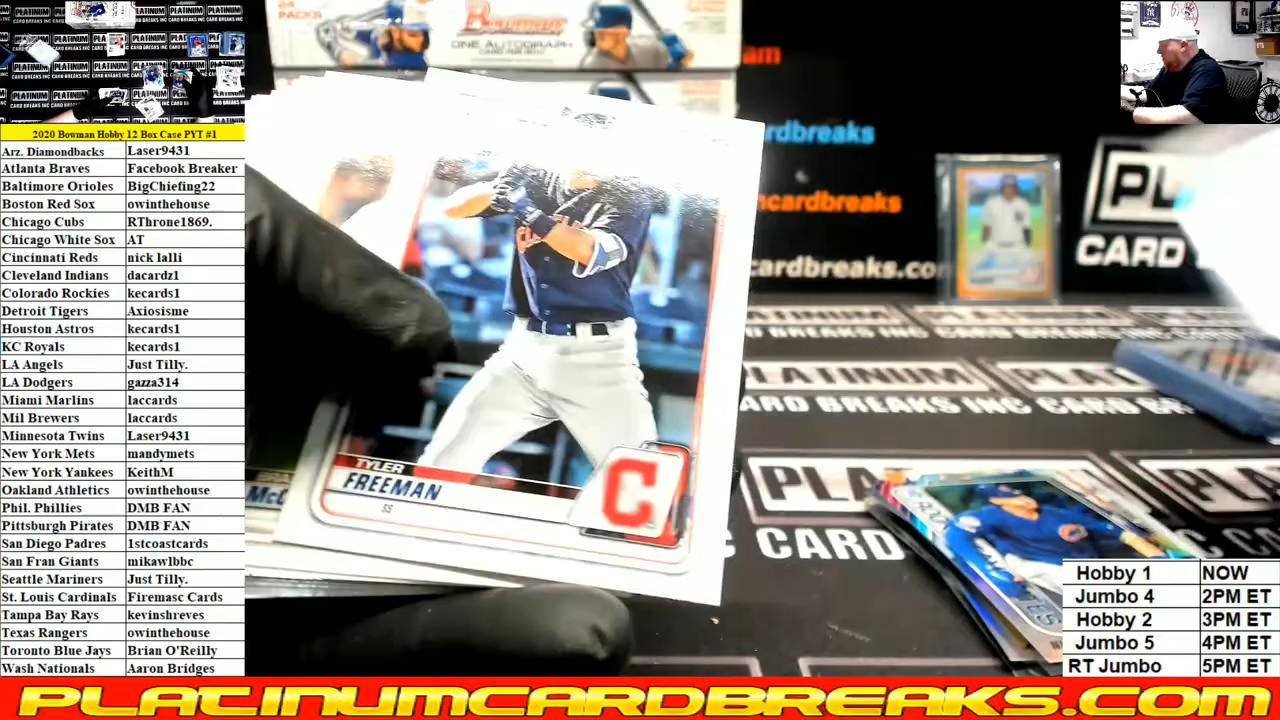 24
PACKS
Bowman
ONE AUTOGRAPH
am
cardbreaks
mcardbreaks
cardbreaks.co
PL
CARD
PLATINUM
CARD
2020 Bowman Hobby 12 Box Case PYT #1
Arz. Diamondbacks Laser9431
Atlanta Braves Facebook Breaker
Baltimore Orioles BigChiefing22
Boston Red Sox owinthehouse
Chicago Cubs RThrone1869.
Chicago White Sox AT
Cincinnati Reds nick lalli
Cleveland Indians dacardz1
Colorado Rockies kecards1
Detroit Tigers Axiosisme
Houston Astros kecards1
KC Royals kecards1
LA Angels Just Tilly.
LA Dodgers gazza314
Miami Marlins laccards
Mil Brewers laccards
Minnesota Twins Laser9431
New York Mets mandymets
New York Yankees KeithM
Oakland Athletics owinthehouse
Phil. Phillies DMB FAN
Pittsburgh Pirates DMB FAN
San Diego Padres 1stcoastcards
San Fran Giants mikawlbbc
Seattle Mariners Just Tilly.
St. Louis Cardinals Firemasc Cards
Tampa Bay Rays kevinshreves
Texas Rangers owinthehouse
Toronto Blue Jays Brian O'Reilly
Wash Nationals Aaron Bridges
TYLER
FREEMAN
SS
C
McC
Hobby 1 NOW
Jumbo 4 2PM ET
Hobby 2 3PM ET
Jumbo 5 4PM ET
RT Jumbo 5PM ET
PLATINUMCARDBREAKS.COM